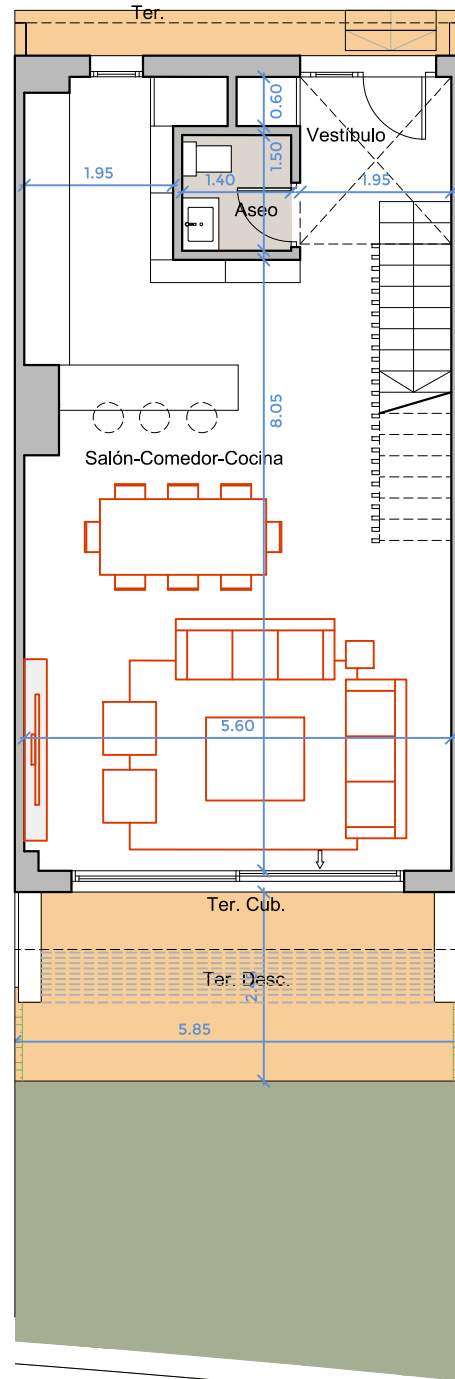 Ter.
0.60
Vestíbulo
1.50
1.95
1.40
1.95
Aseo
8.05
Salón-Comedor-Cocina
5.60
Ter. Cub.
Ter. Desc.
5.85